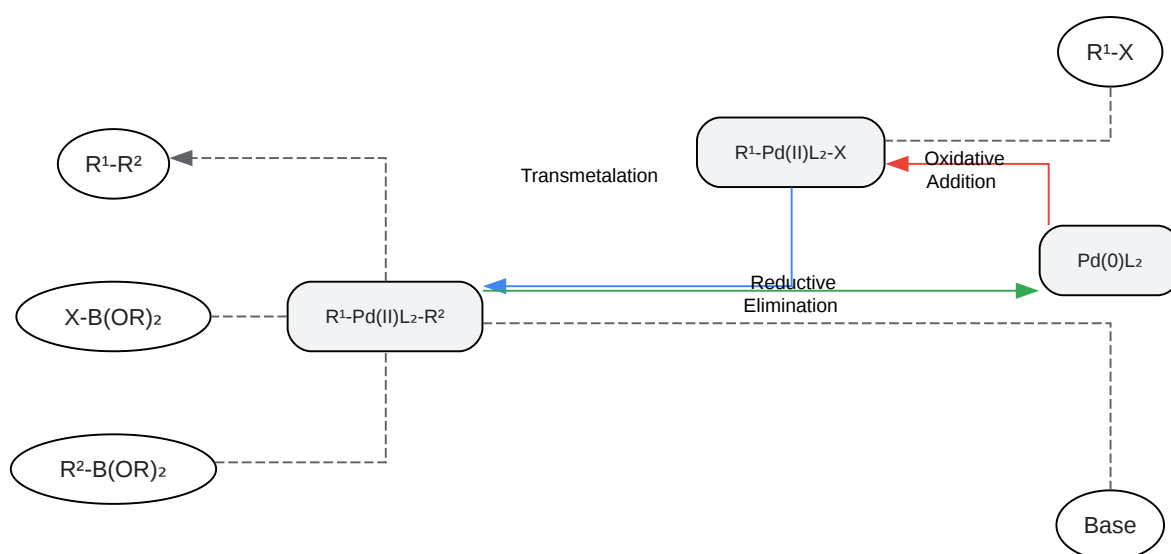 R¹-X
R¹-Pd(II)L₂-X
R¹-R²
Oxidative
Addition
Transmetalation
Pd(0)L₂
Reductive
Elimination
X-B(OR)₂
R¹-Pd(II)L₂-R²
R²-B(OR)₂
Base